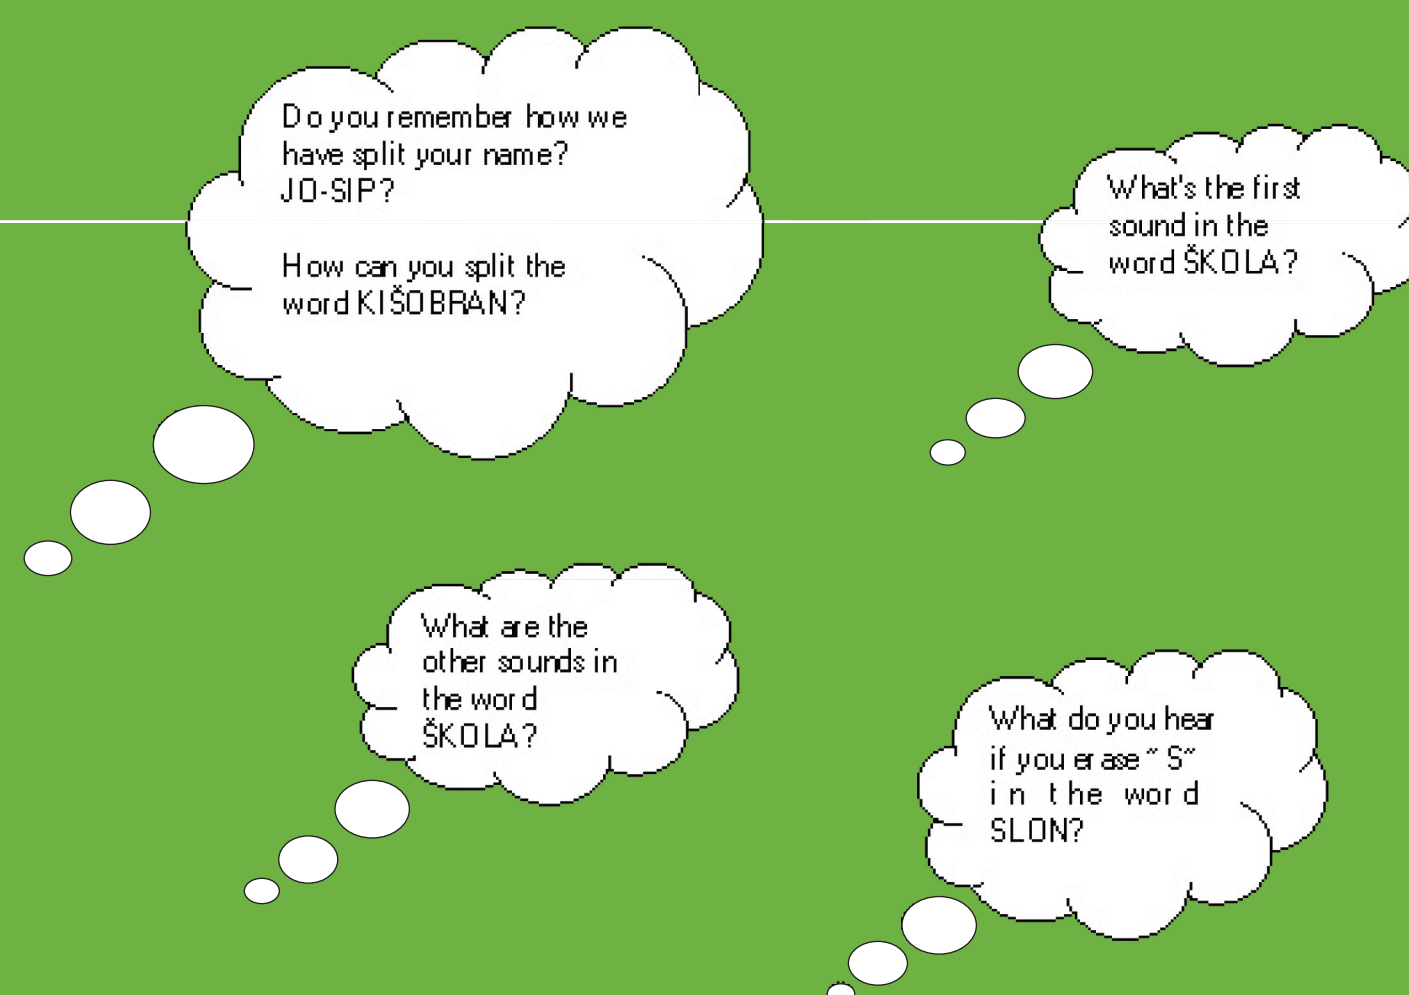 Do you remember how we
have split your name?
JO-SIP?
How can you split the
word KIŠOBRAN?
What's the first
sound in the
word ŠKOLA?
What are the
other sounds in
the word
ŠKOLA?
What do you hear
if you erase ˝ S˝
in the word
SLON?